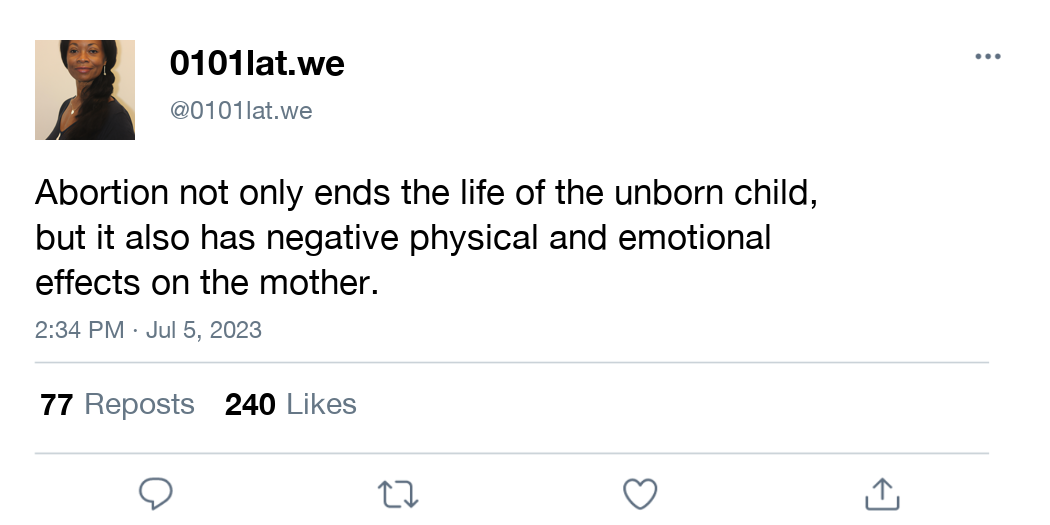 0101lat.we
@0101lat.we
Abortion not only ends the life of the unborn child,
but it also has negative physical and emotional
effects on the mother.
2:34 PM · Jul 5, 2023
77 Reposts 240 Likes